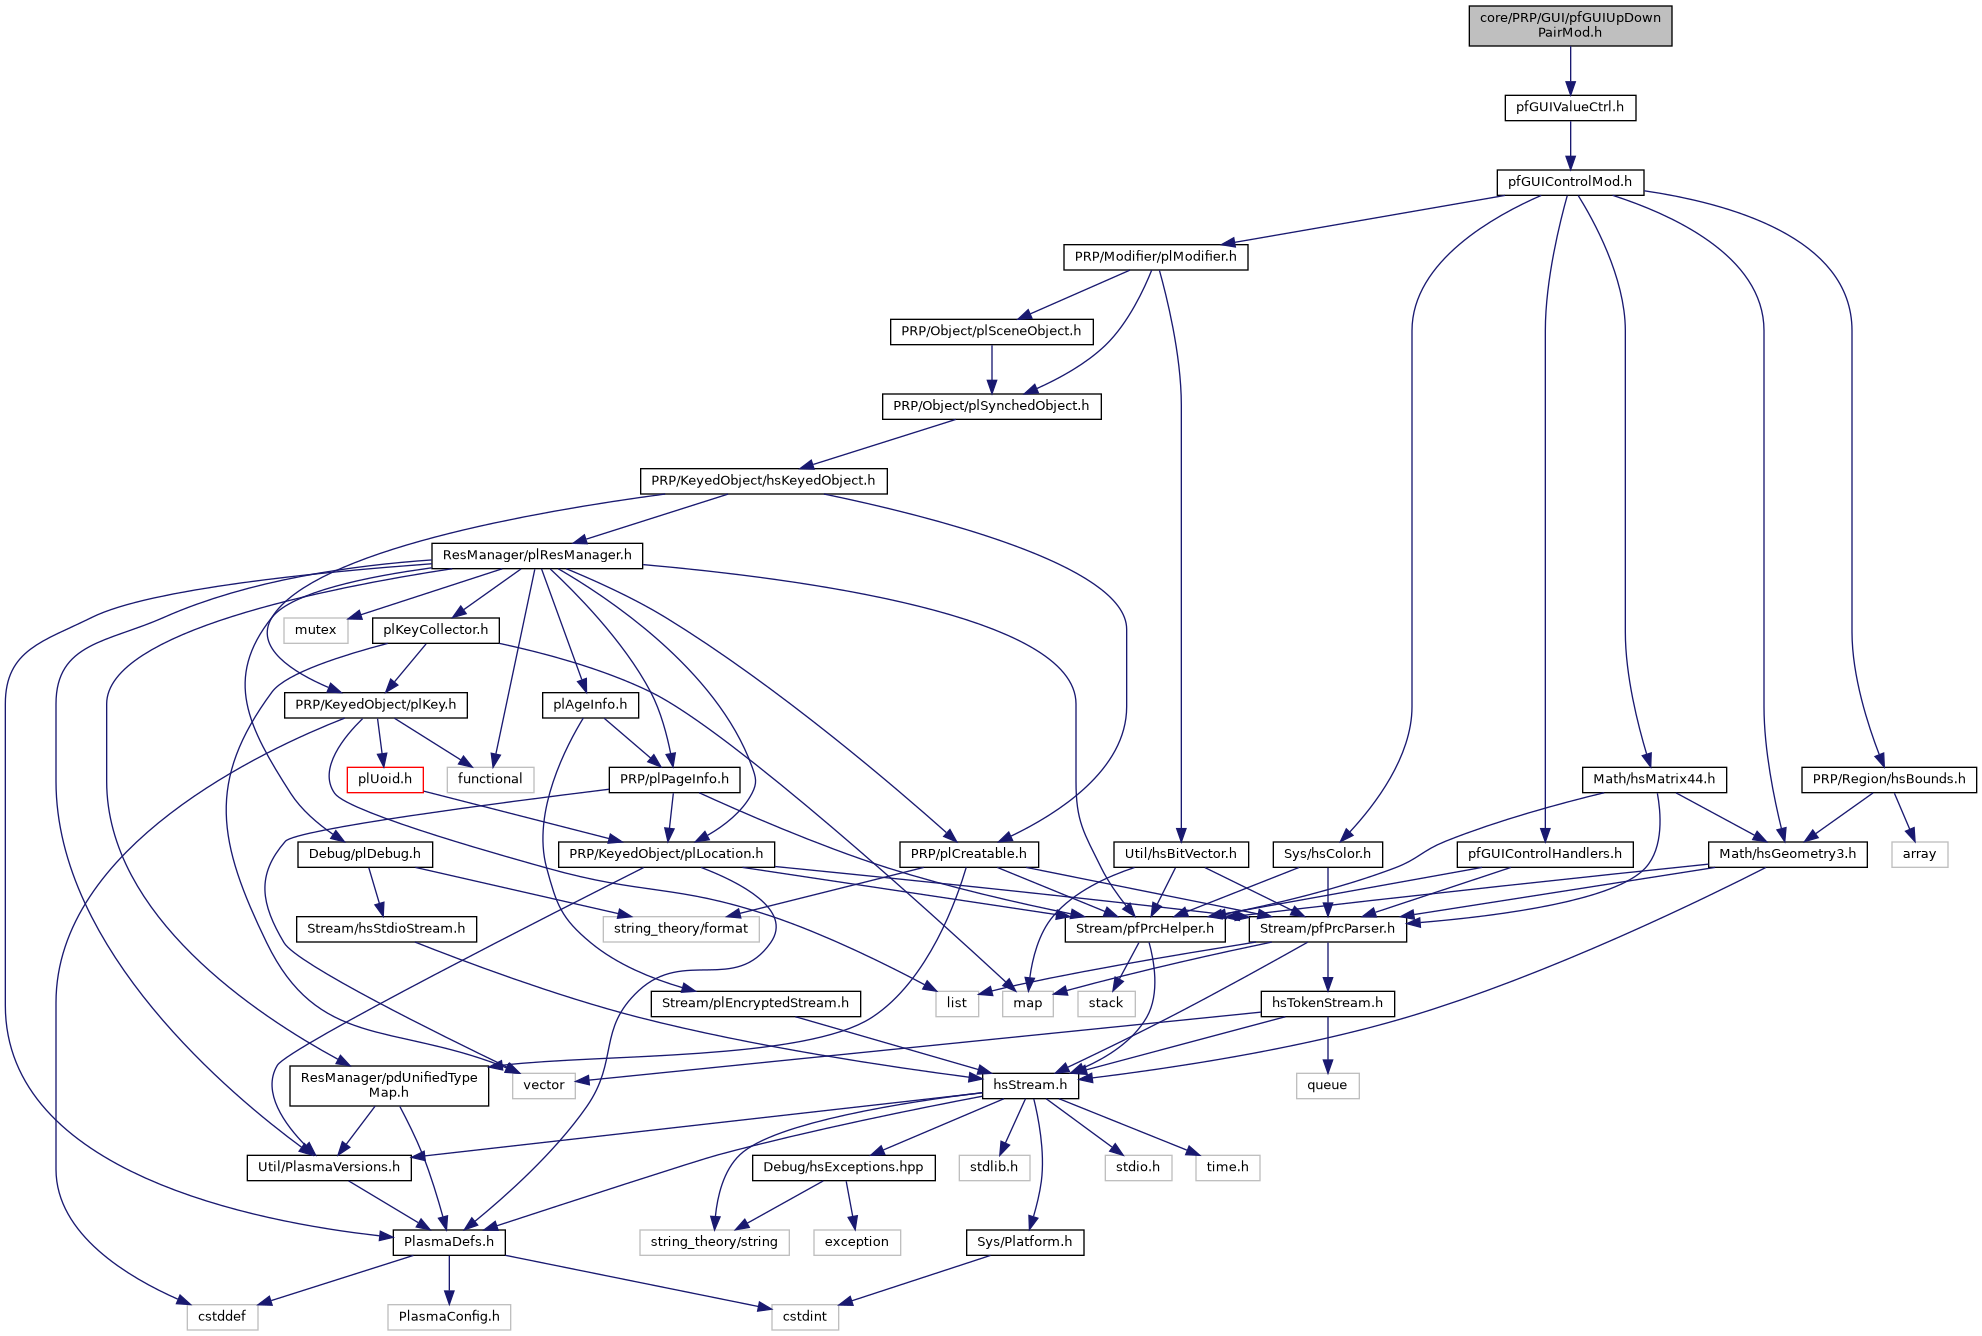 core/PRP/GUI/pfGUIUpDown
PairMod.h
pfGUIValueCtrl.h
pfGUIControlMod.h
PRP/Modifier/plModifier.h
PRP/Object/plSceneObject.h
PRP/Object/plSynchedObject.h
PRP/KeyedObject/hsKeyedObject.h
ResManager/plResManager.h
mutex
plKeyCollector.h
PRP/KeyedObject/plKey.h
plAgeInfo.h
plUoid.h
functional
PRP/plPageInfo.h
Math/hsMatrix44.h
PRP/Region/hsBounds.h
Debug/plDebug.h
PRP/KeyedObject/plLocation.h
PRP/plCreatable.h
Util/hsBitVector.h
Sys/hsColor.h
pfGUIControlHandlers.h
Math/hsGeometry3.h
array
Stream/hsStdioStream.h
string_theory/format
Stream/pfPrcHelper.h
Stream/pfPrcParser.h
Stream/plEncryptedStream.h
list
map
stack
hsTokenStream.h
ResManager/pdUnifiedType
Map.h
vector
hsStream.h
queue
Util/PlasmaVersions.h
Debug/hsExceptions.hpp
stdlib.h
stdio.h
time.h
PlasmaDefs.h
string_theory/string
exception
Sys/Platform.h
cstddef
PlasmaConfig.h
cstdint